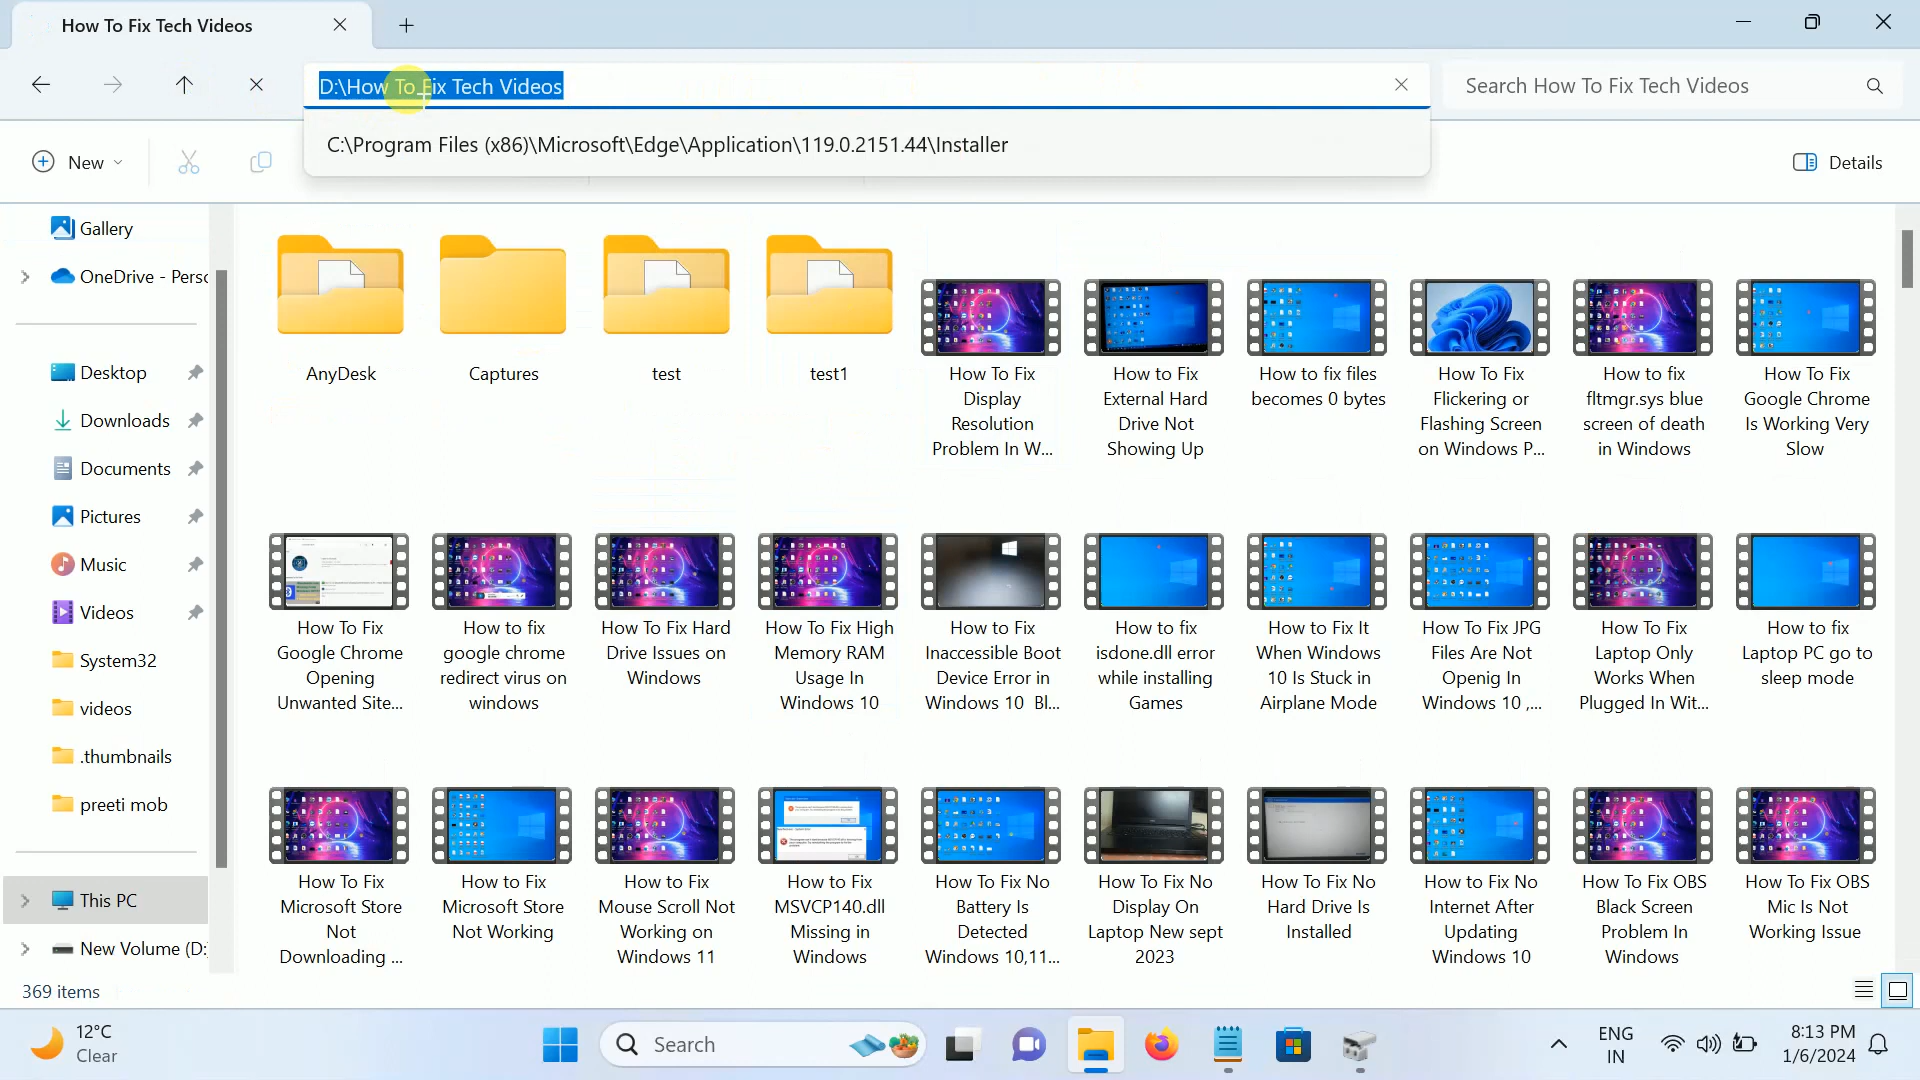 How To Fix Tech Videos
D:\How To Fix Tech Videos
Search How To Fix Tech Videos
C:\Program Files (x86)\Microsoft\Edge\Application\119.0.2151.44\Installer
New
Details
Gallery
OneDrive - Perso
Desktop
Downloads
Documents
Pictures
Music
Videos
System32
videos
.thumbnails
preeti mob
This PC
New Volume (D:)
AnyDesk
Captures
test
test1
How To Fix
Display
Resolution
Problem In W...
How to Fix
External Hard
Drive Not
Showing Up
How to fix files
becomes 0 bytes
How To Fix
Flickering or
Flashing Screen
on Windows P...
How to fix
fltmgr.sys blue
screen of death
in Windows
How To Fix
Google Chrome
Is Working Very
Slow
How To Fix
Google Chrome
Opening
Unwanted Site...
How to fix
google chrome
redirect virus on
windows
How To Fix Hard
Drive Issues on
Windows
How To Fix High
Memory RAM
Usage In
Windows 10
How to Fix
Inaccessible Boot
Device Error in
Windows 10 Bl...
How to fix
isdone.dll error
while installing
Games
How to Fix It
When Windows
10 Is Stuck in
Airplane Mode
How To Fix JPG
Files Are Not
Openig In
Windows 10 ,...
How To Fix
Laptop Only
Works When
Plugged In Wit...
How to fix
Laptop PC go to
sleep mode
How To Fix
Microsoft Store
Not
Downloading ...
How to Fix
Microsoft Store
Not Working
How to Fix
Mouse Scroll Not
Working on
Windows 11
How to Fix
MSVCP140.dll
Missing in
Windows
How To Fix No
Battery Is
Detected
Windows 10,11...
How To Fix No
Display On
Laptop New sept
2023
How To Fix No
Hard Drive Is
Installed
How to Fix No
Internet After
Updating
Windows 10
How To Fix OBS
Black Screen
Problem In
Windows
How To Fix OBS
Mic Is Not
Working Issue
369 items
12°C
Clear
Search
ENG
IN
8:13 PM
1/6/2024